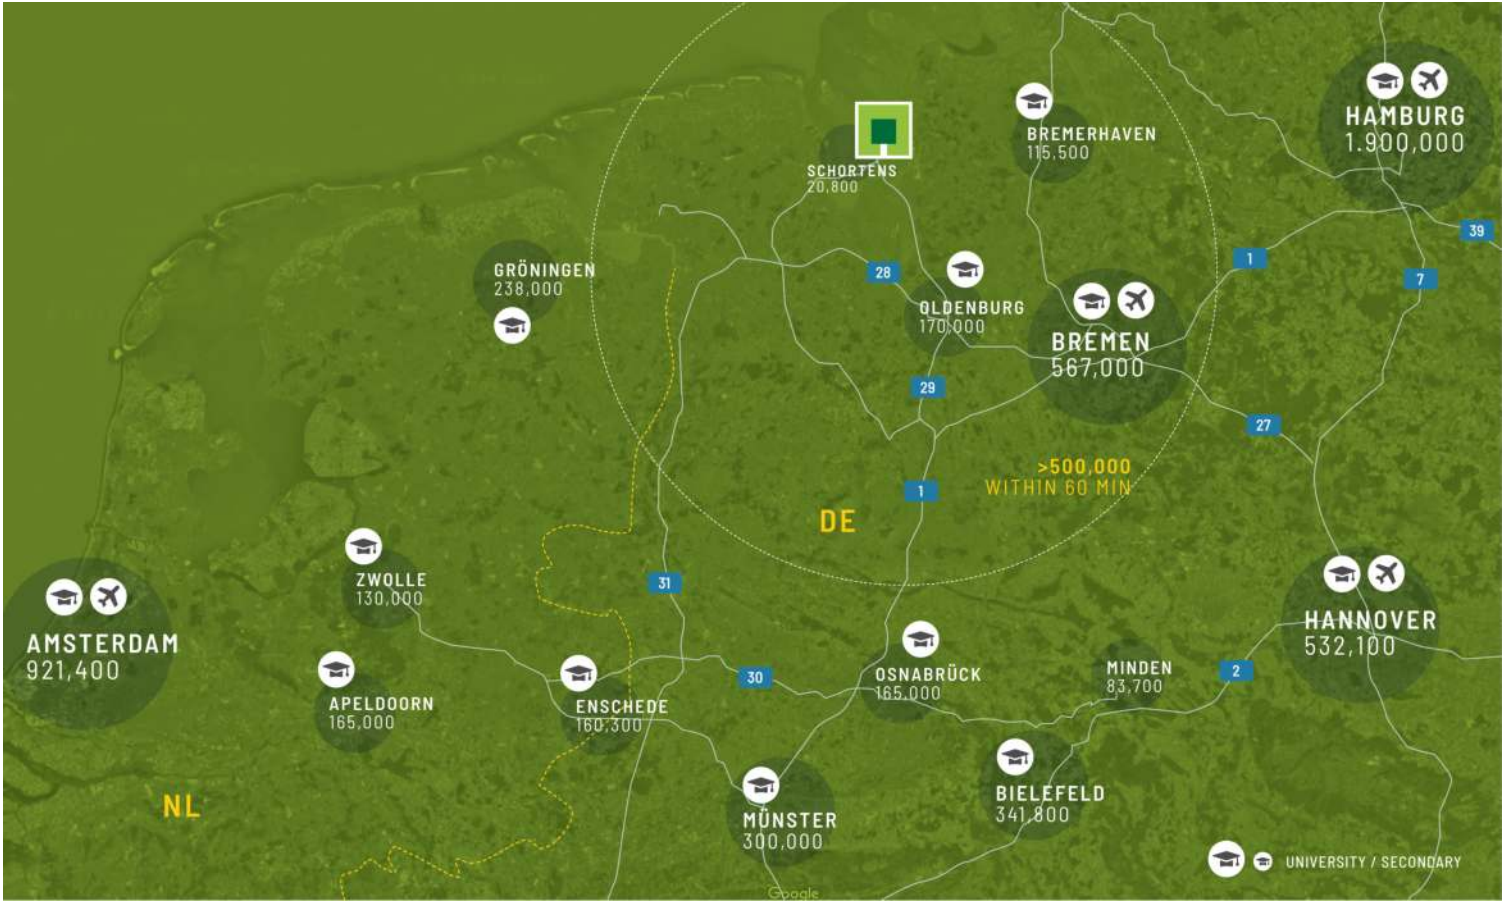 HAMBURG
1.900,000
BREMERHAVEN
115,500
SCHORTENS
20,800
39
1
7
28
GRÖNINGEN
238,000
OLDENBURG
170,000
BREMEN
567,000
29
27
>500,000
WITHIN 60 MIN
1
DE
31
ZWOLLE
130,000
AMSTERDAM
921,400
HANNOVER
532,100
OSNABRÜCK
165,000
MINDEN
83,700
2
30
APELDOORN
165,000
ENSCHEDE
160,300
BIELEFELD
341,800
NL
MÜNSTER
300,000
UNIVERSITY / SECONDARY
Google